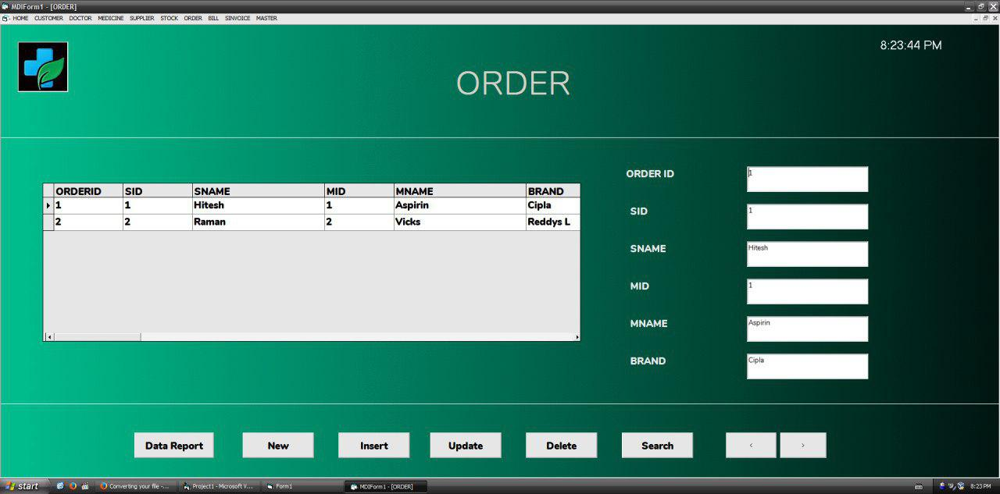 MDIForm1 - [ORDER]
HOME CUSTOMER DOCTOR MEDICINE SUPPLIER STOCK ORDER BILL SINVOICE MASTER
8:23:44 PM
ORDER
ORDERID SID SNAME MID MNAME BRAND
1 1 Hitesh 1 Aspirin Cipla
2 2 Raman 2 Vicks Reddys L
ORDER ID 1
SID 1
SNAME Hitesh
MID 1
MNAME Aspirin
BRAND Cipla
Data Report New Insert Update Delete Search < >
start Converting your file -... Project1 - Microsoft V... Form1 MDIForm1 - [ORDER] 8:23 PM